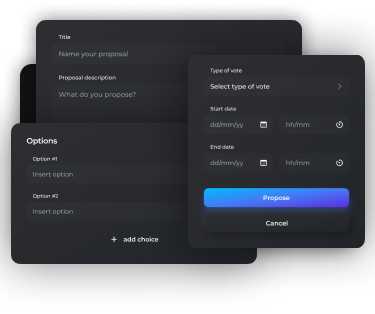 Title
Name your proposal
Proposal description
What do you propose?
Options
Option #1
Insert option
Option #2
Insert option
+ add choice
Type of vote
Select type of vote
Start date
dd/mm/yy hh/mm
End date
dd/mm/yy hh/mm
Propose
Cancel